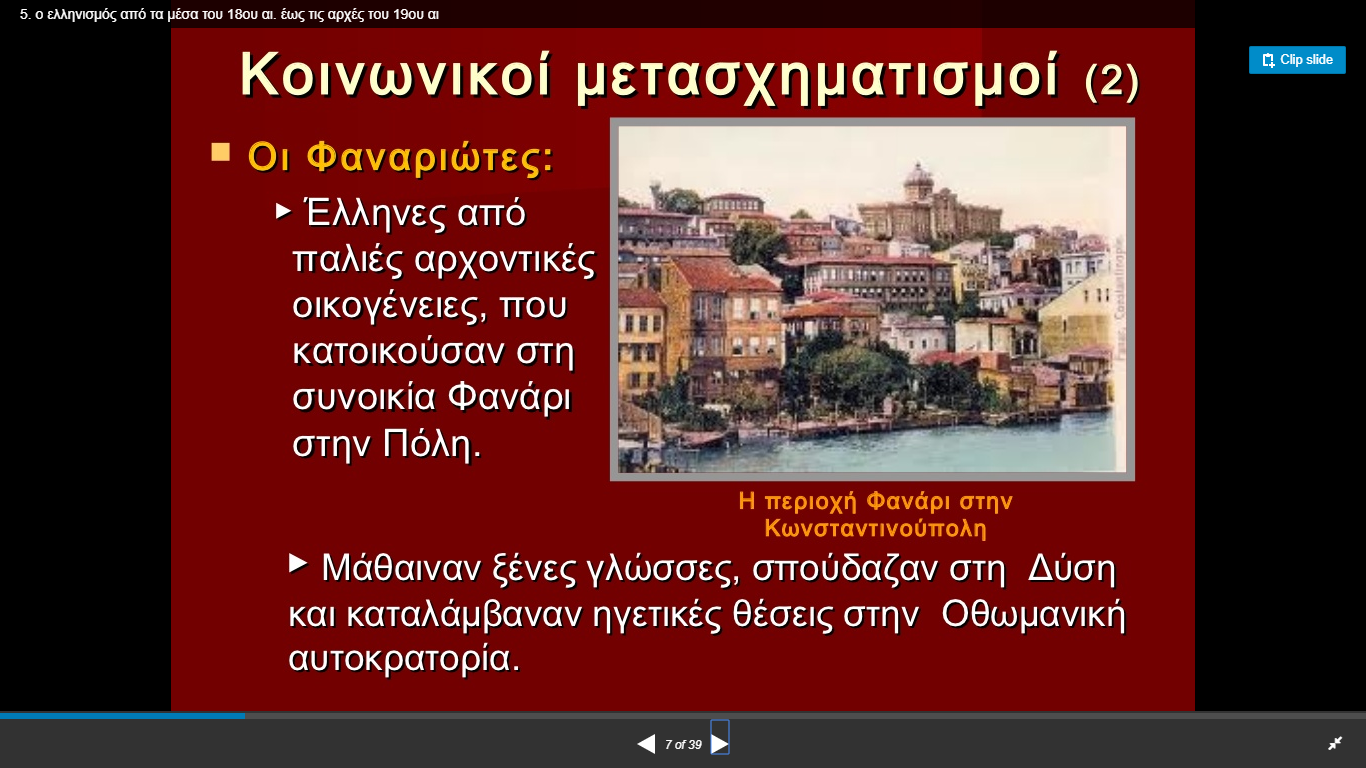 5. ο ελληνισμός από τα μέσα του 18ου αι. έως τις αρχές του 19ου αι
Clip slide
Κοινωνικοί μετασχηματισμοί (2)
Οι Φαναριώτες:
Έλληνες από
παλιές αρχοντικές
οικογένειες, που
κατοικούσαν στη
συνοικία Φανάρι
στην Πόλη.
Η περιοχή Φανάρι στην
Κωνσταντινούπολη
Μάθαιναν ξένες γλώσσες, σπούδαζαν στη Δύση
και καταλάμβαναν ηγετικές θέσεις στην Οθωμανική
αυτοκρατορία.
7 of 39